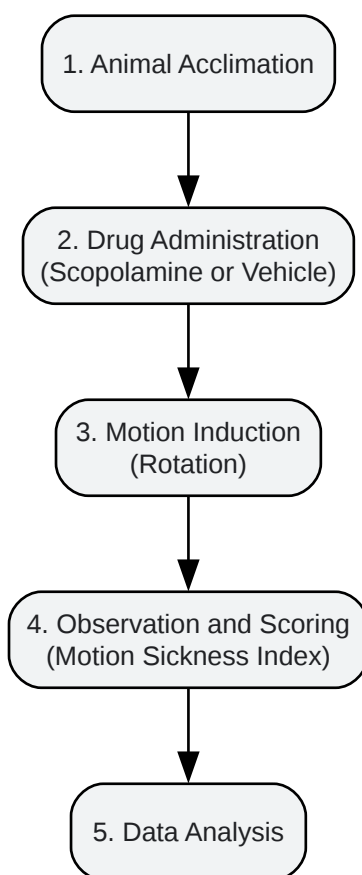 1. Animal Acclimation
2. Drug Administration
(Scopolamine or Vehicle)
3. Motion Induction
(Rotation)
4. Observation and Scoring
(Motion Sickness Index)
5. Data Analysis